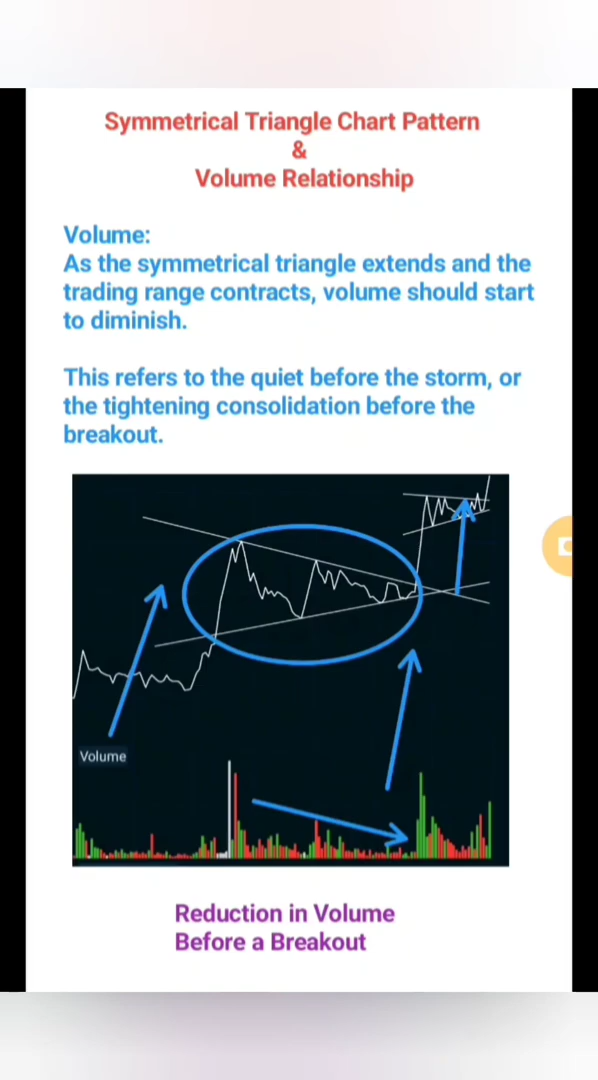 Symmetrical Triangle Chart Pattern
&
Volume Relationship
Volume:
As the symmetrical triangle extends and the
trading range contracts, volume should start
to diminish.
This refers to the quiet before the storm, or
the tightening consolidation before the
breakout.
Volume
Reduction in Volume
Before a Breakout